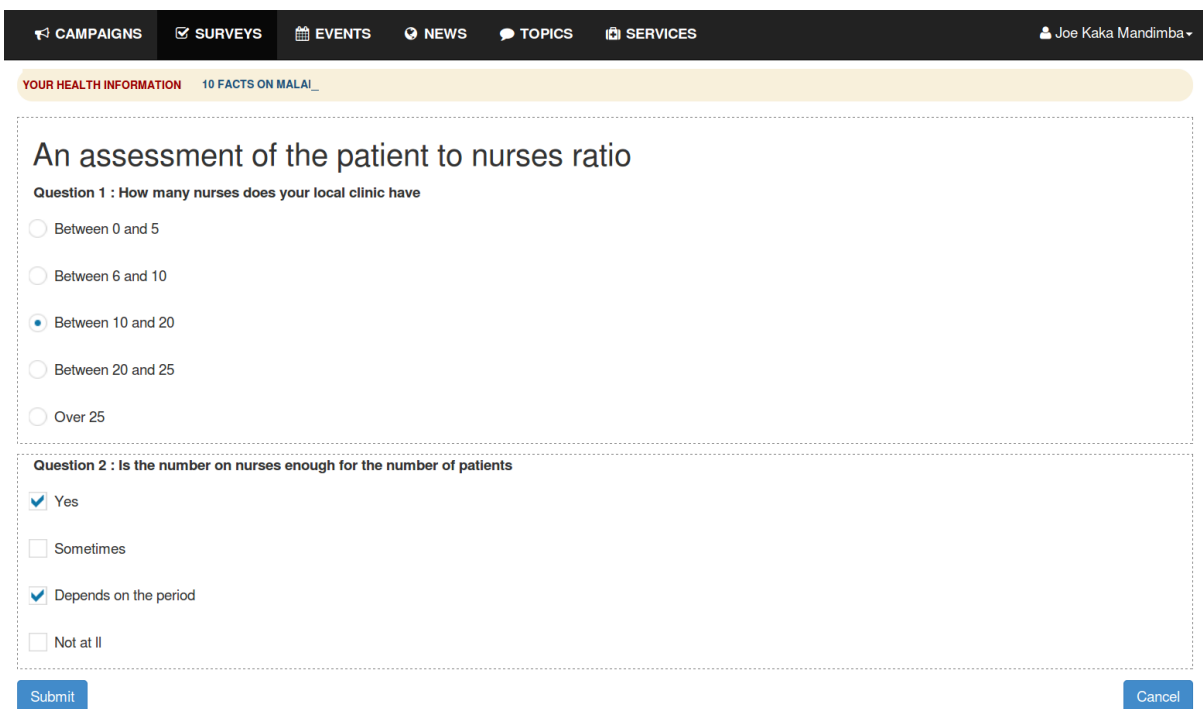 CAMPAIGNS SURVEYS EVENTS NEWS TOPICS SERVICES Joe Kaka Mandimba
YOUR HEALTH INFORMATION 10 FACTS ON MALAI_
An assessment of the patient to nurses ratio
Question 1 : How many nurses does your local clinic have
Between 0 and 5
Between 6 and 10
Between 10 and 20
Between 20 and 25
Over 25
Question 2 : Is the number on nurses enough for the number of patients
Yes
Sometimes
Depends on the period
Not at ll
Submit Cancel